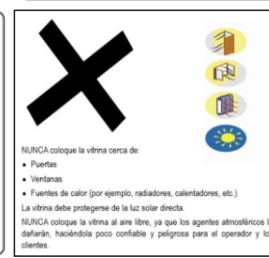 NUNCA coloque la vitrina cerca de:
• Puertas
• Ventanas
• Fuentes de calor (por ejemplo, radiadores, calentadores, etc.)
La vitrina debe protegerse de la luz solar directa.
NUNCA coloque la vitrina al aire libre, ya que los agentes atmosféricos l
dañarán, haciéndola poco confiable y peligrosa para el operador y lo
clientes.